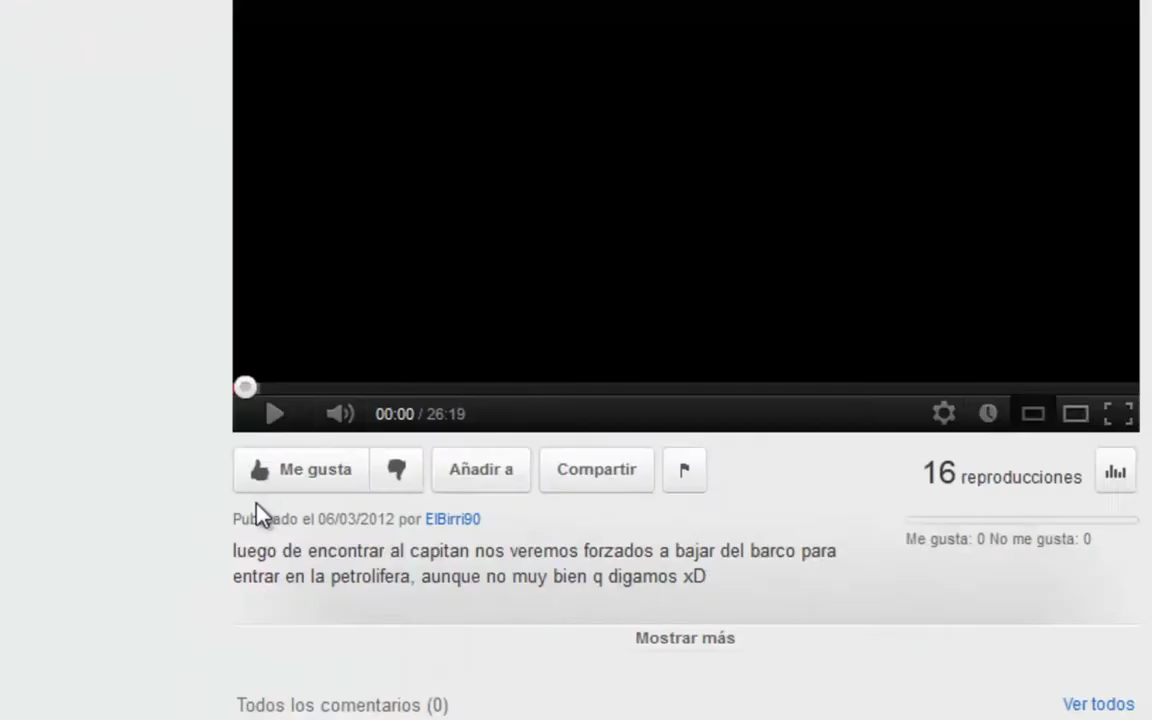 00:00 / 26:19
Me gusta
Añadir a
Compartir
16 reproducciones
el 06/03/2012 por ElBirri90
luego de encontrar al capitan nos veremos forzados a bajar del barco para
entrar en la petrolifera, aunque no muy bien q digamos xD
Me gusta: 0 No me gusta: 0
Mostrar más
Todos los comentarios (0)
Ver todos